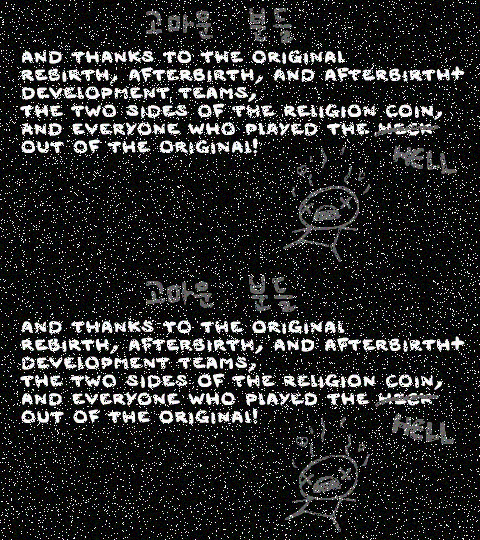 고마운 분들
AND THANKS TO THE ORIGINAL
REBIRTH, AFTERBIRTH, AND AFTERBIRTH+
DEVELOPMENT TEAMS,
THE TWO SIDES OF THE RELIGION COIN,
AND EVERYONE WHO PLAYED THE HECK
HELL
OUT OF THE ORIGINAL!
고마운 분들
AND THANKS TO THE ORIGINAL
REBIRTH, AFTERBIRTH, AND AFTERBIRTH+
DEVELOPMENT TEAMS,
THE TWO SIDES OF THE RELIGION COIN,
AND EVERYONE WHO PLAYED THE HECK
HELL
OUT OF THE ORIGINAL!